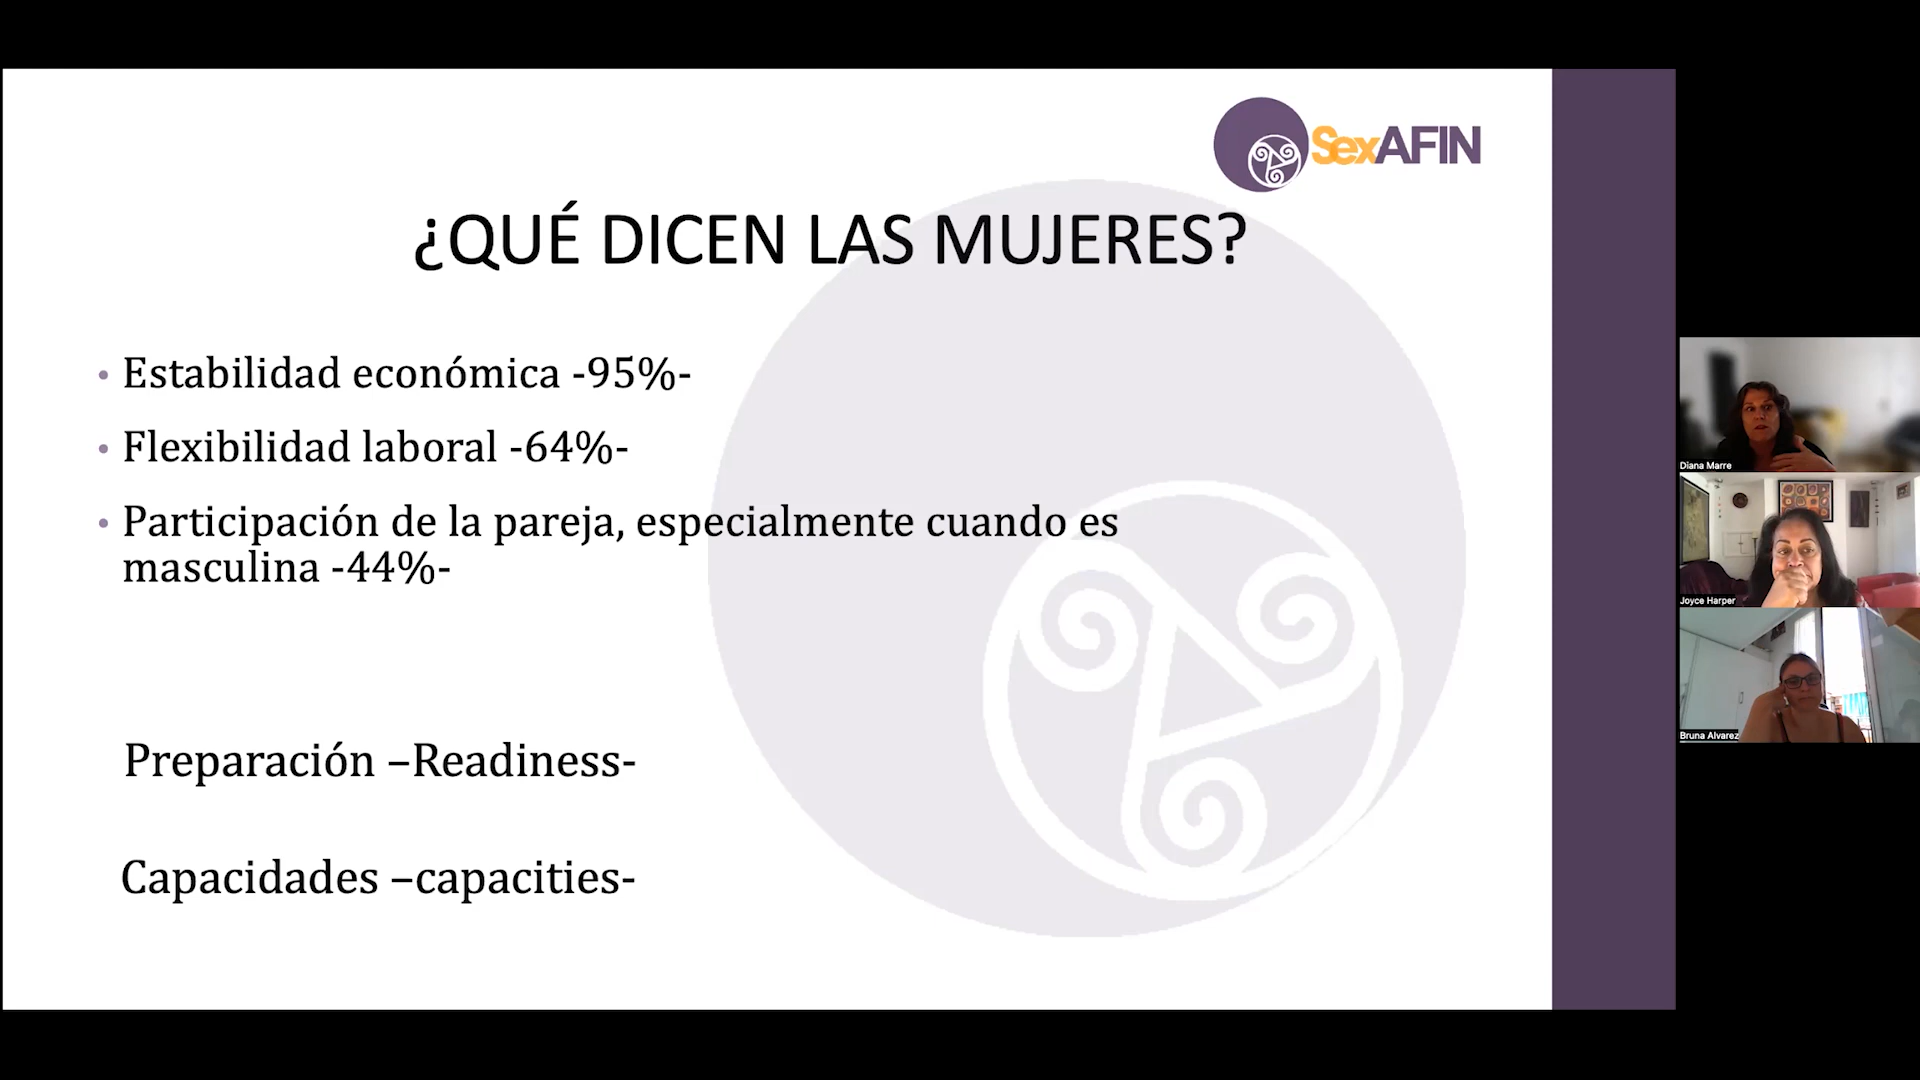 SexAFIN
¿QUÉ DICEN LAS MUJERES?
• Estabilidad económica -95%-
• Flexibilidad laboral -64%-
• Participación de la pareja, especialmente cuando es
masculina -44%-
Preparación –Readiness-
Capacidades –capacities-
Diana Marre
Joyce Harper
Bruna Alvarez